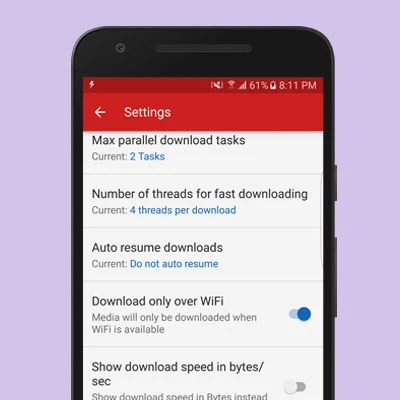 61% 8:11 PM
Settings
Max parallel download tasks
Current: 2 Tasks
Number of threads for fast downloading
Current: 4 threads per download
Auto resume downloads
Current: Do not auto resume
Download only over WiFi
Media will only be downloaded when
WiFi is available
Show download speed in bytes/
sec
Show download speed in Bytes instead